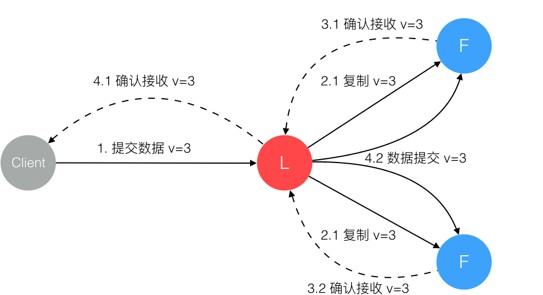 3.1 确认接收 v=3
F
4.1 确认接收 v=3
2.1 复制 v=3
1. 提交数据 v=3
Client
L
4.2 数据提交 v=3
2.1 复制 v=3
F
3.2 确认接收 v=3